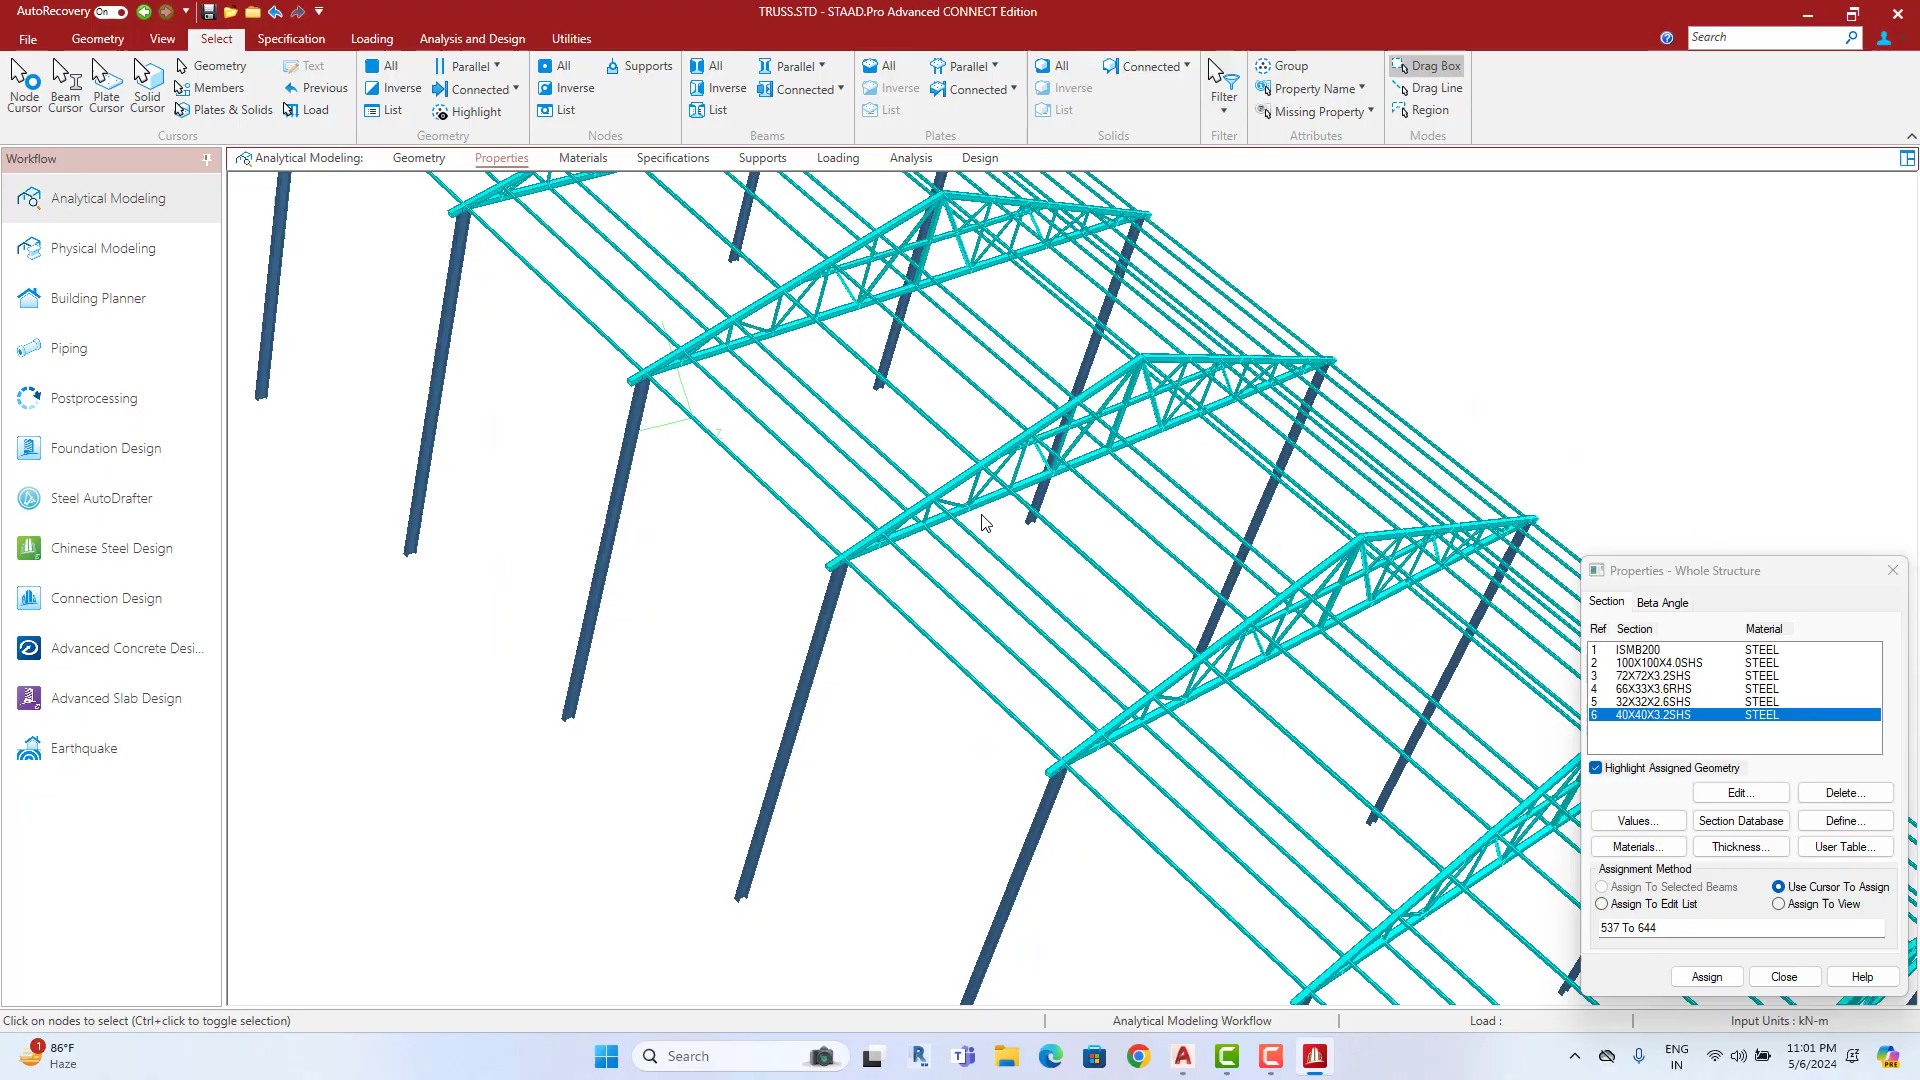 AutoRecovery On
TRUSS.STD - STAAD.Pro Advanced CONNECT Edition
File Geometry View Select Specification Loading Analysis and Design Utilities
Search
Node Cursor
Beam Cursor
Plate Cursor
Solid Cursor
Geometry
Members
Plates & Solids
Text
Previous
Load
Cursors
All
Inverse
List
Parallel
Connected
Highlight
Geometry
All
Inverse
List
Supports
Nodes
All
Inverse
List
Parallel
Connected
Beams
All
Inverse
List
Parallel
Connected
Plates
All
Inverse
List
Connected
Solids
Filter
Filter
Group
Property Name
Missing Property
Attributes
Drag Box
Drag Line
Region
Modes
Workflow
Analytical Modeling: Geometry Properties Materials Specifications Supports Loading Analysis Design
Analytical Modeling
Physical Modeling
Building Planner
Piping
Postprocessing
Foundation Design
Steel AutoDrafter
Chinese Steel Design
Connection Design
Advanced Concrete Desi...
Advanced Slab Design
Earthquake
Z
Properties - Whole Structure
Section Beta Angle
Ref Section Material
1 ISMB200 STEEL
2 100X100X4.0SHS STEEL
3 72X72X3.2SHS STEEL
4 66X33X3.6RHS STEEL
5 32X32X2.6SHS STEEL
6 40X40X3.2SHS STEEL
Highlight Assigned Geometry
Edit... Delete...
Values... Section Database Define...
Materials... Thickness... User Table...
Assignment Method
Assign To Selected Beams Use Cursor To Assign
Assign To Edit List Assign To View
537 To 644
Assign Close Help
Click on nodes to select (Ctrl+click to toggle selection)
Analytical Modeling Workflow
Load :
Input Units : kN-m
1
86°F
Haze
Search
ENG
IN
11:01 PM
5/6/2024
PRE